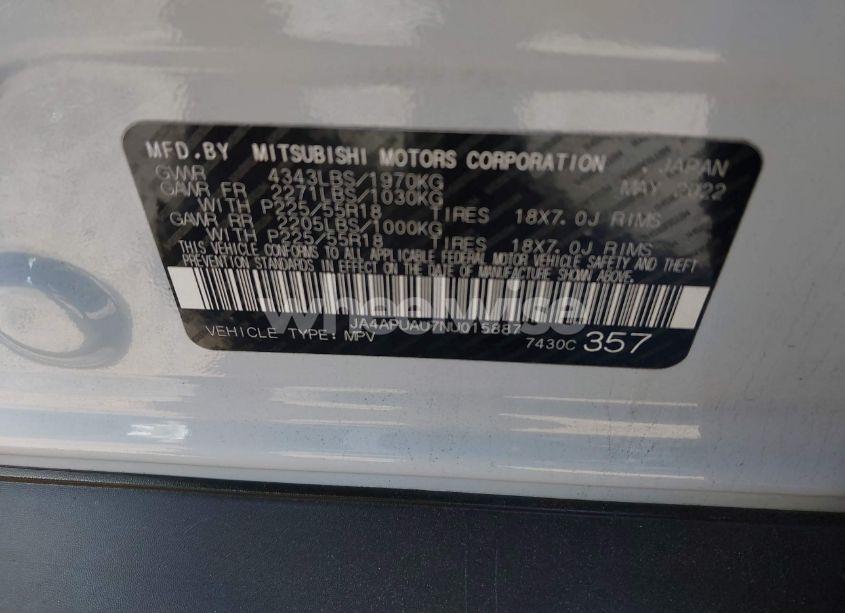 MFD.BY MITSUBISHI MOTORS CORPORATION . JAPAN
GVWR 4343LBS/1970KG MAY 2022
GAWR FR 2271LBS/1030KG
WITH P225/55R18 TIRES 18X7.0J RIMS
GAWR RR 2205LBS/1000KG
WITH P225/55R18 TIRES 18X7.0J RIMS
THIS VEHICLE CONFORMS TO ALL APPLICABLE FEDERAL MOTOR VEHICLE SAFETY AND THEFT
PREVENTION STANDARDS IN EFFECT ON THE DATE OF MANUFACTURE SHOWN ABOVE.
wheelwise
JA4APUAU7NU015887
VEHICLE TYPE: MPV 7430C 357